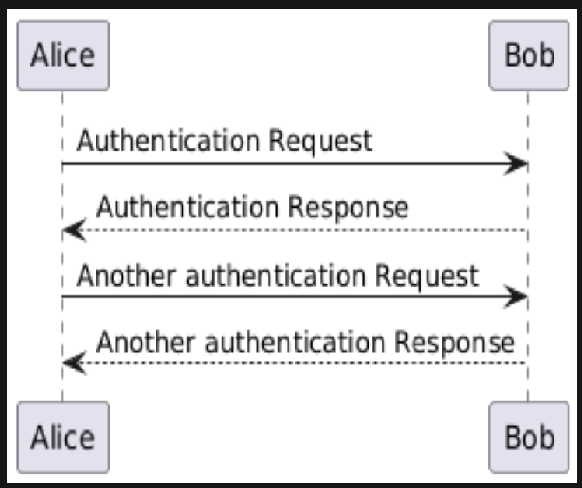 Alice Bob
Authentication Request
Authentication Response
Another authentication Request
Another authentication Response
Alice Bob